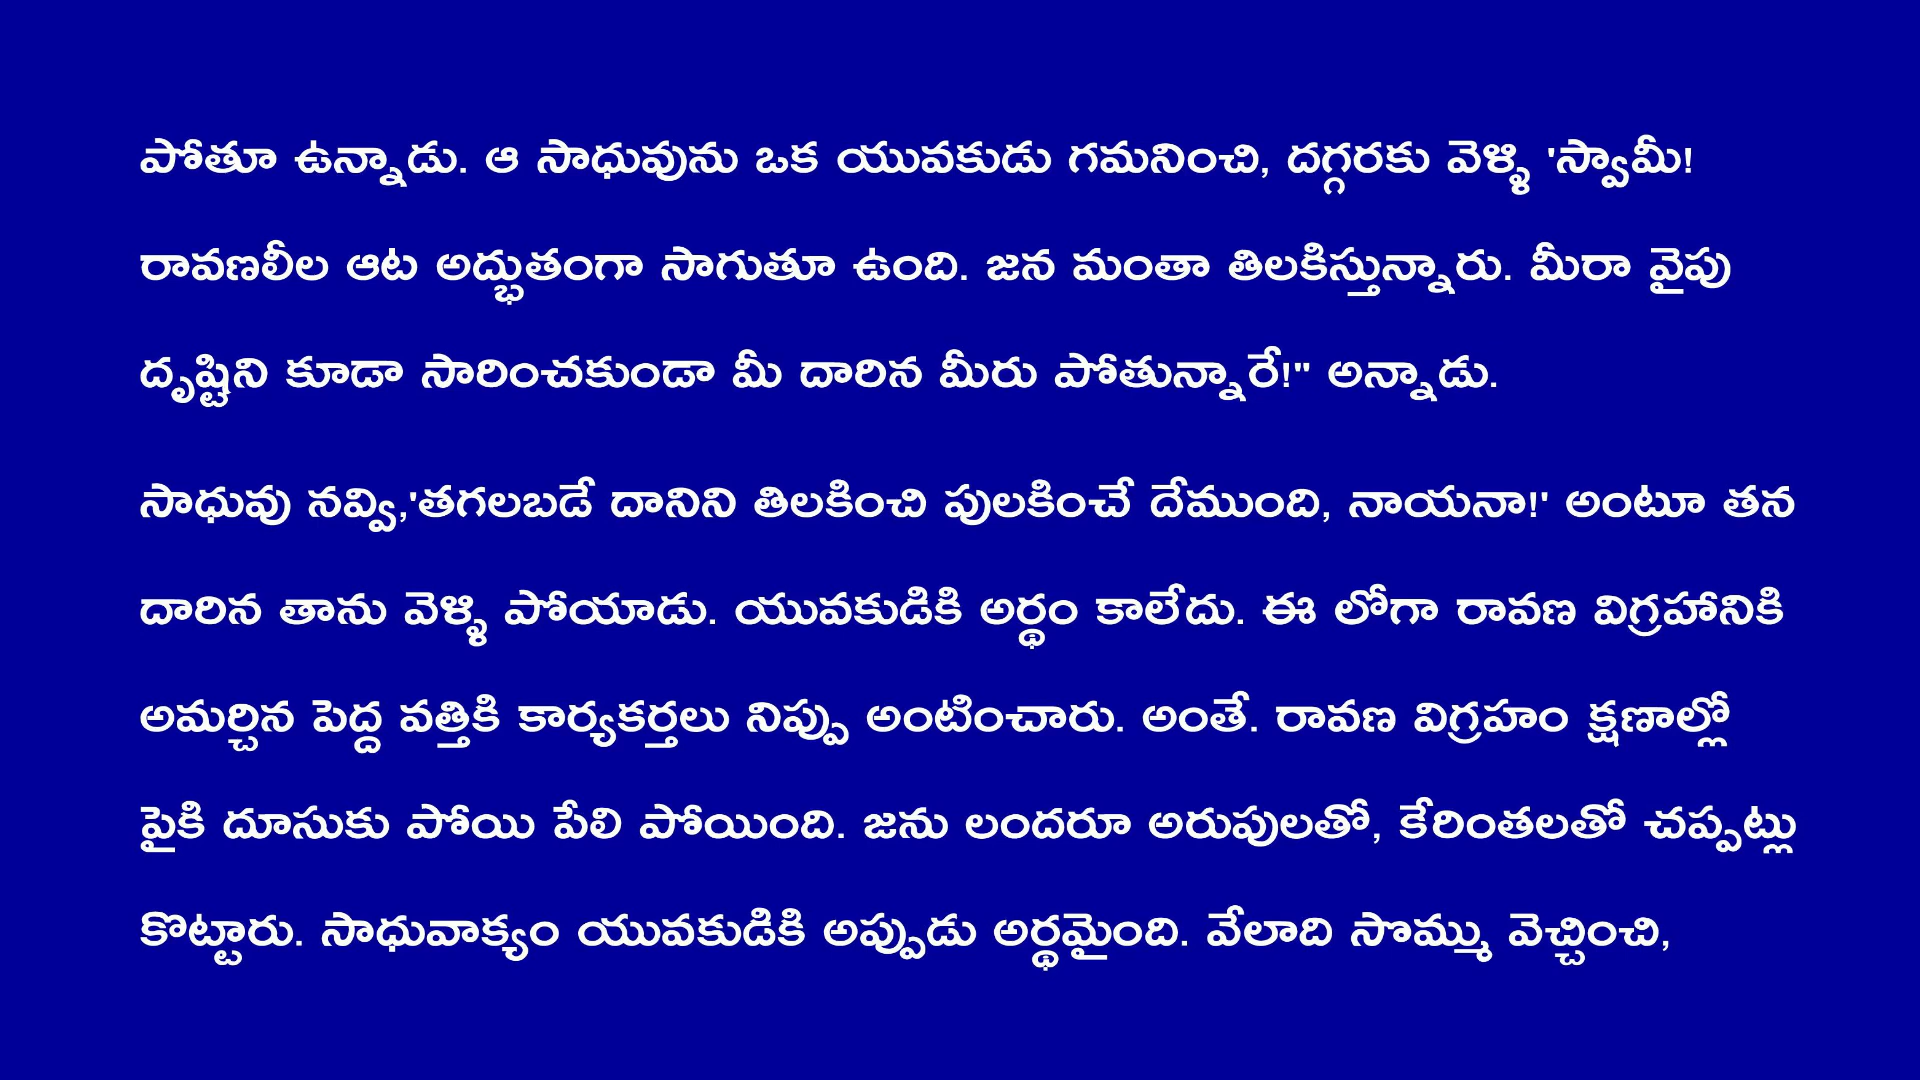 పోతూ ఉన్నాడు. ఆ సాధువును ఒక యువకుడు గమనించి, దగ్గరకు వెళ్ళి 'స్వామీ!
రావణలీల ఆట అద్భుతంగా సాగుతూ ఉంది. జన మంతా తిలకిస్తున్నారు. మీరా వైపు
దృష్టిని కూడా సారించకుండా మీ దారిన మీరు పోతున్నారే!" అన్నాడు.
సాధువు నవ్వి,'తగలబడే దానిని తిలకించి పులకించే దేముంది, నాయనా!' అంటూ తన
దారిన తాను వెళ్ళి పోయాడు. యువకుడికి అర్థం కాలేదు. ఈ లోగా రావణ విగ్రహానికి
అమర్చిన పెద్ద వత్తికి కార్యకర్తలు నిప్పు అంటించారు. అంతే. రావణ విగ్రహం క్షణాల్లో
పైకి దూసుకు పోయి పేలి పోయింది. జను లందరూ అరుపులతో, కేరింతలతో చప్పట్లు
కొట్టారు. సాధువాక్యం యువకుడికి అప్పుడు అర్థమైంది. వేలాది సొమ్ము వెచ్చించి,